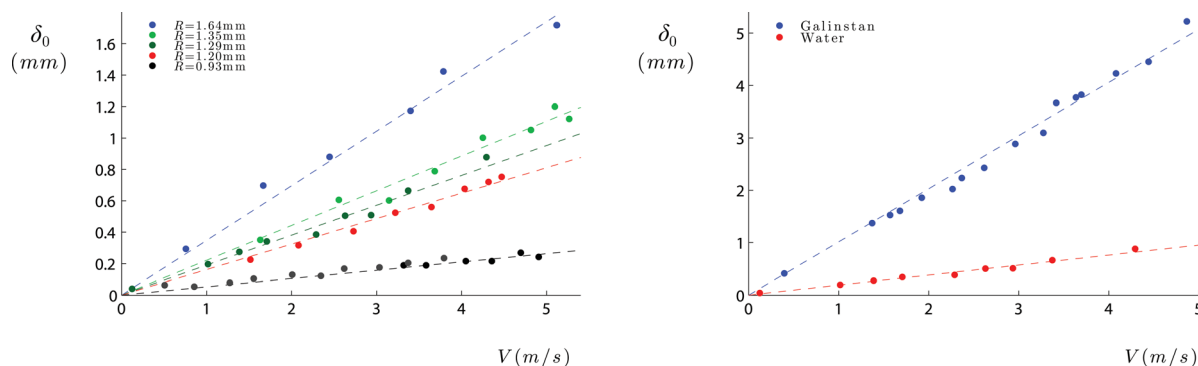 δ₀
(mm)
R=1.64mm
R=1.35mm
R=1.29mm
R=1.20mm
R=0.93mm
1.6
1.4
1.2
1
0.8
0.6
0.4
0.2
0
0 1 2 3 4 5
V(m/s)
δ₀
(mm)
Galinstan
Water
5
4
3
2
1
0
0 1 2 3 4 5
V(m/s)